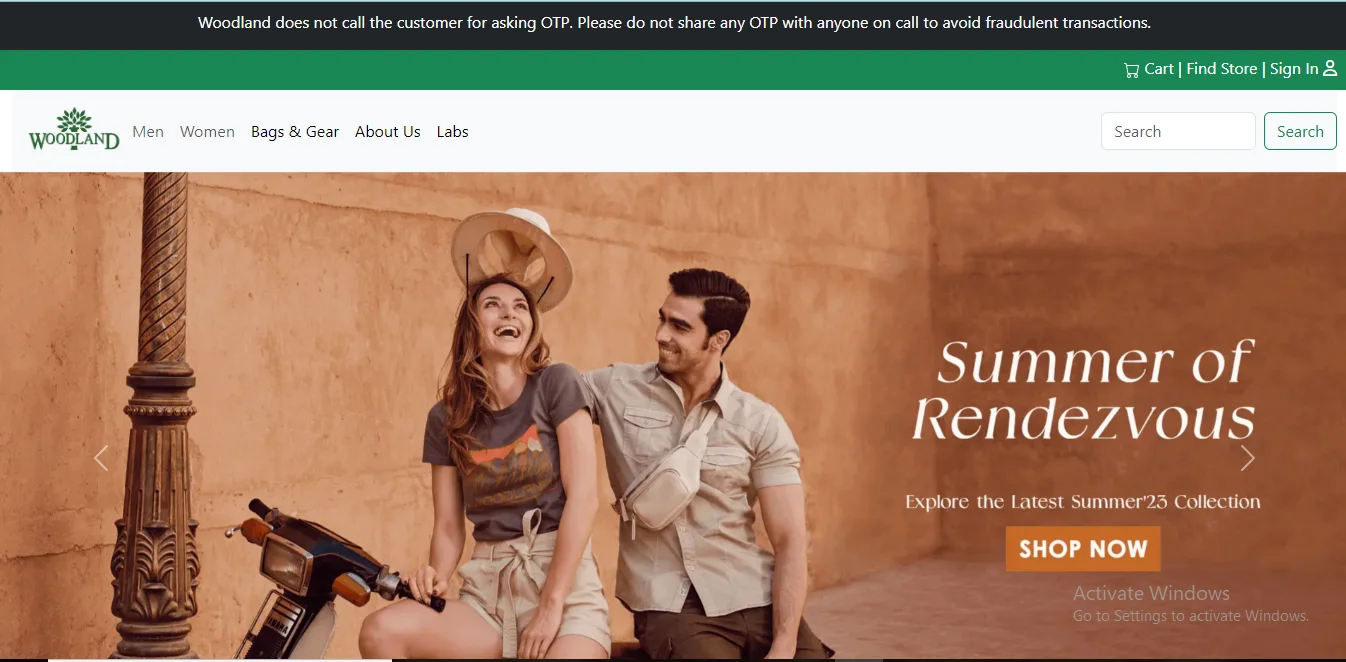 Woodland does not call the customer for asking OTP. Please do not share any OTP with anyone on call to avoid fraudulent transactions.
Cart | Find Store | Sign In
WOODLAND Men Women Bags & Gear About Us Labs Search Search
Summer of
Rendezvous
Explore the Latest Summer'23 Collection
SHOP NOW
Activate Windows
Go to Settings to activate Windows.